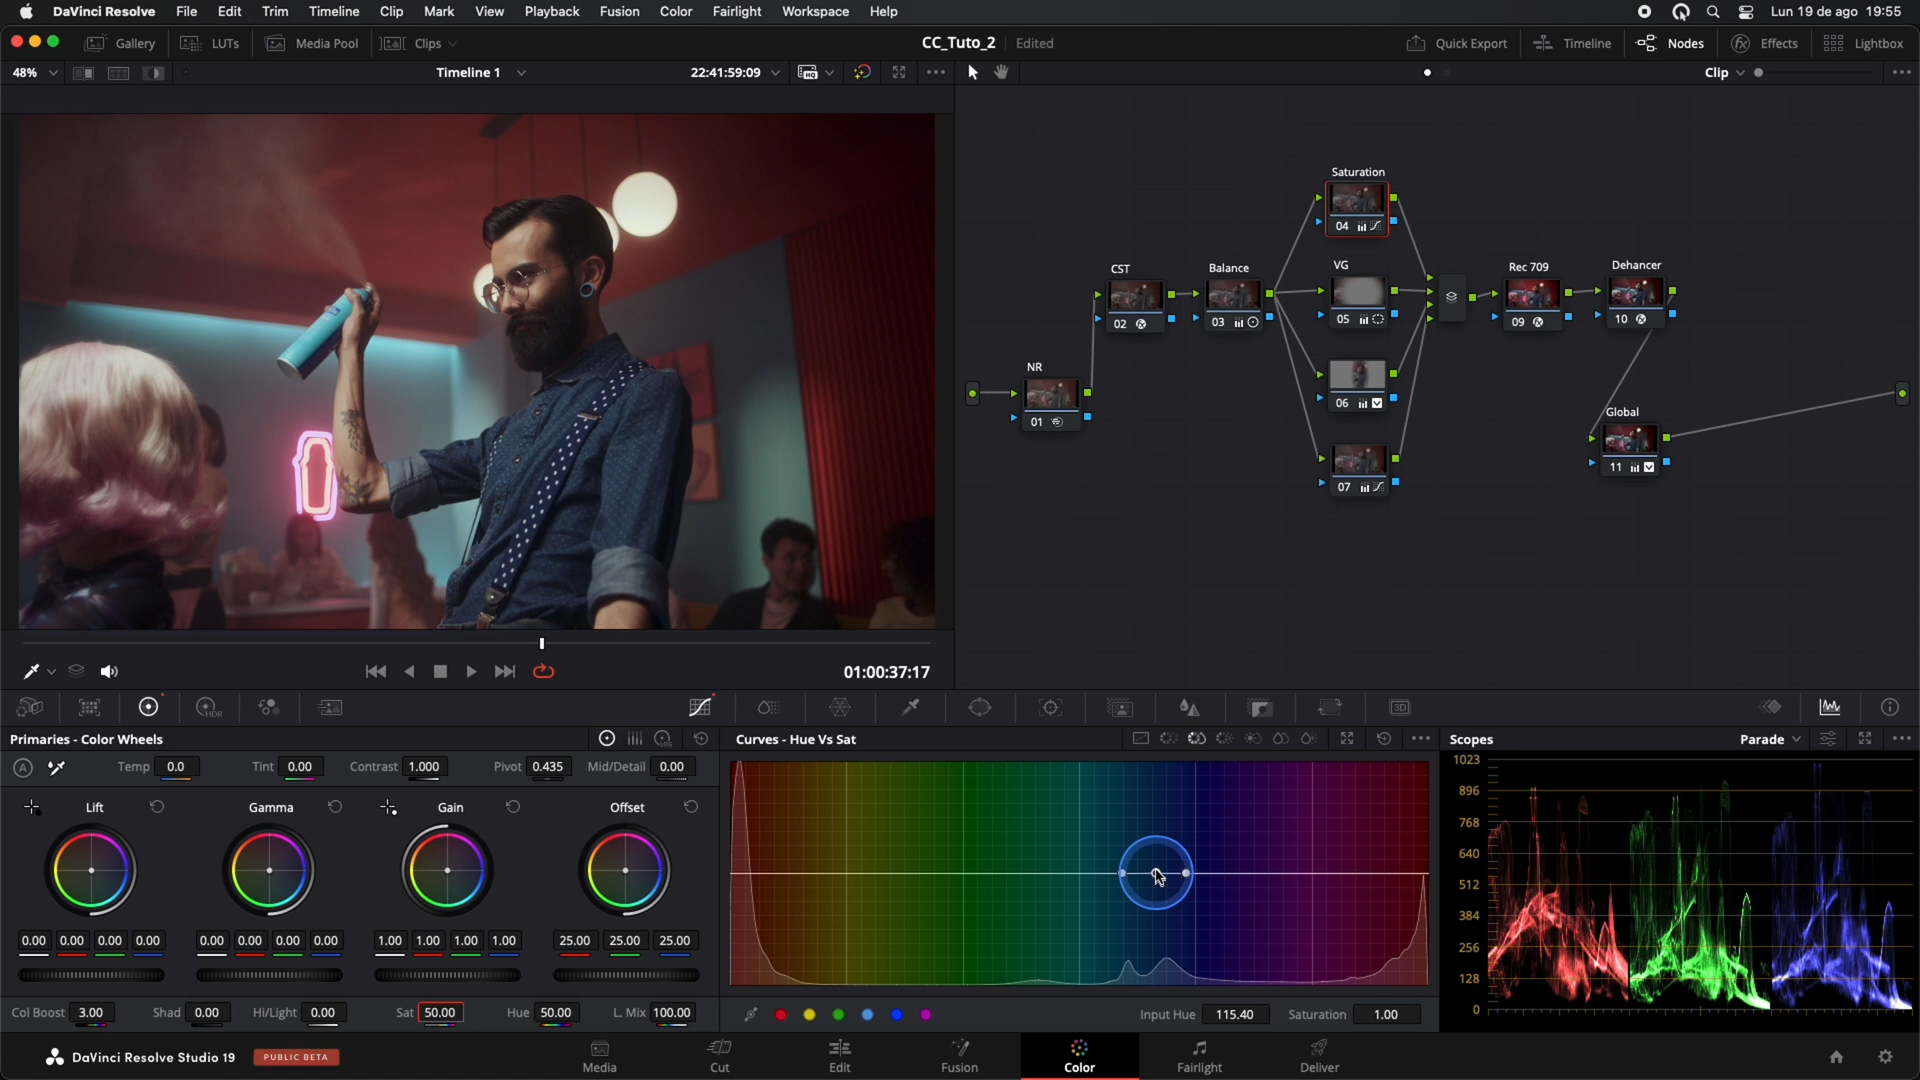 DaVinci Resolve File Edit Trim Timeline Clip Mark View Playback Fusion Color Fairlight Workspace Help Lun 19 de ago 19:55
Gallery LUTs Media Pool Clips CC_Tuto_2 Edited Quick Export Timeline Nodes Effects Lightbox
48% Timeline 1 22:41:59:09 HQ Clip
Saturation
04
CST Balance VG Rec 709 Dehancer
02 03 05 09 10
NR
01
06
Global
11
07
01:00:37:17
HDR 3D
Primaries - Color Wheels LOG Curves - Hue Vs Sat Scopes Parade
A Temp 0.0 Tint 0.00 Contrast 1.000 Pivot 0.435 Mid/Detail 0.00
Lift Gamma Gain Offset
0.00 0.00 0.00 0.00 0.00 0.00 0.00 0.00 1.00 1.00 1.00 1.00 25.00 25.00 25.00
Col Boost 3.00 Shad 0.00 Hi/Light 0.00 Sat 50.00 Hue 50.00 L. Mix 100.00
Input Hue 115.40 Saturation 1.00
1023
896
768
640
512
384
256
128
0
DaVinci Resolve Studio 19 PUBLIC BETA
Media Cut Edit Fusion Color Fairlight Deliver